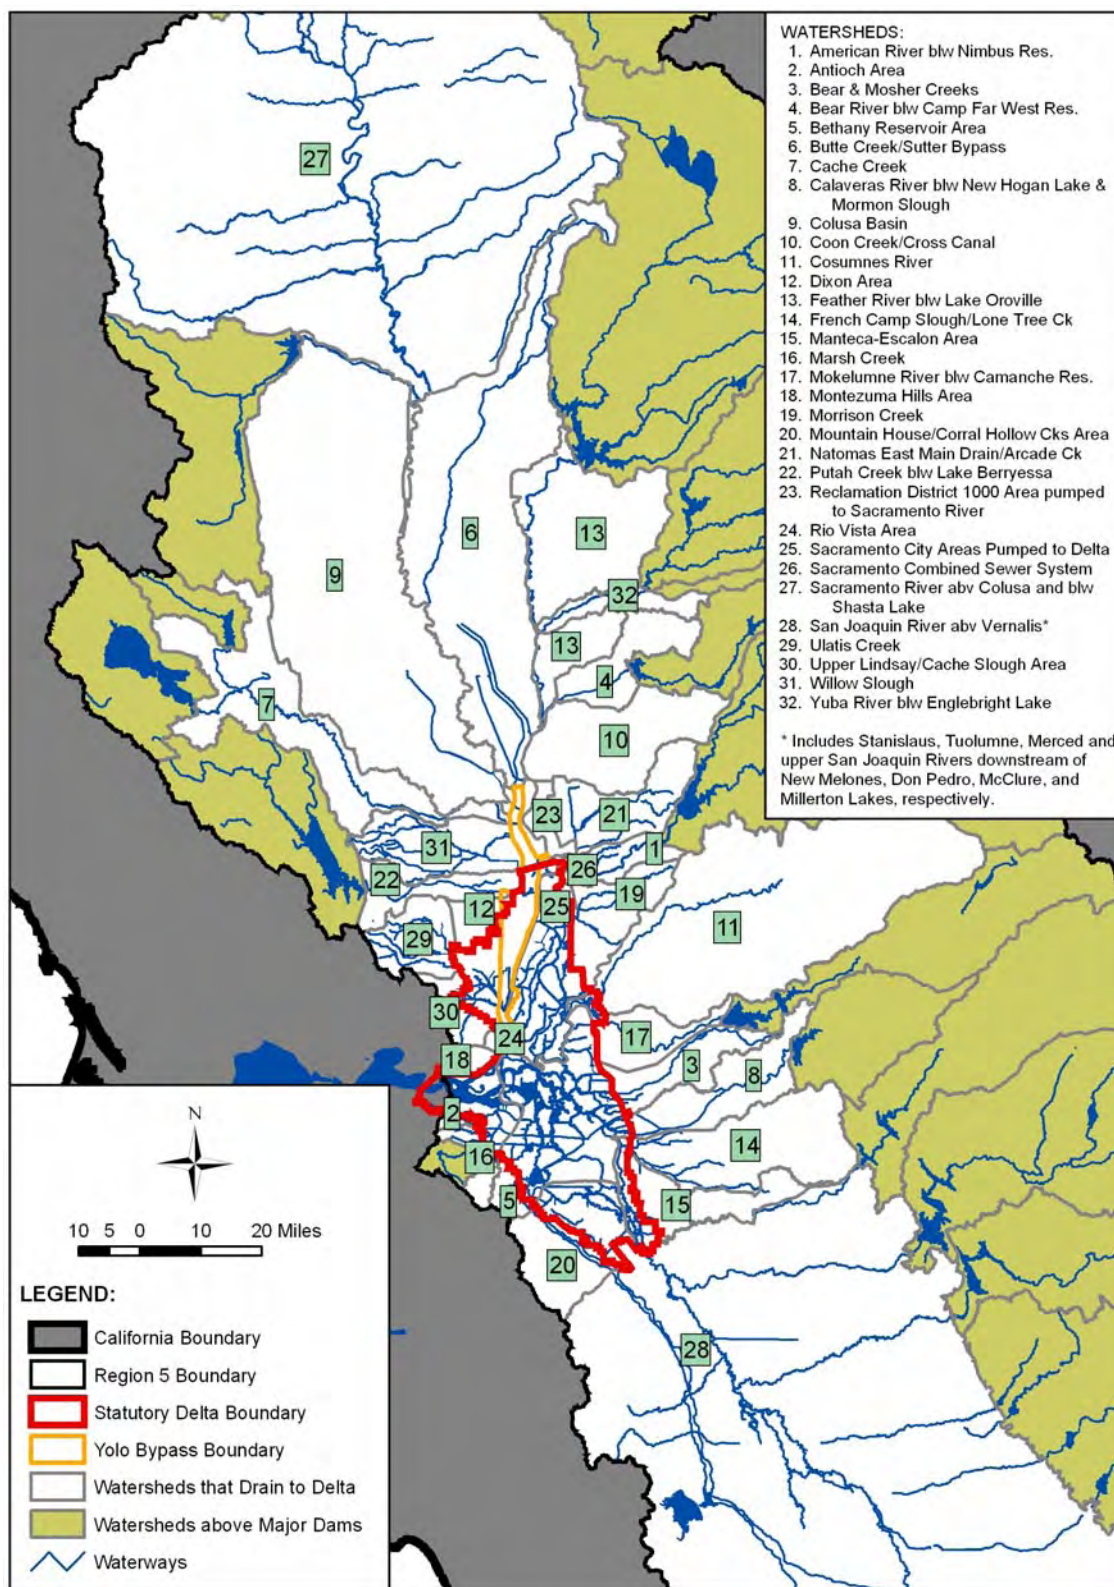 WATERSHEDS:
1. American River blw Nimbus Res.
2. Antioch Area
3. Bear & Mosher Creeks
4. Bear River blw Camp Far West Res.
5. Bethany Reservoir Area
6. Butte Creek/Sutter Bypass
7. Cache Creek
8. Calaveras River blw New Hogan Lake &
Mormon Slough
9. Colusa Basin
10. Coon Creek/Cross Canal
11. Cosumnes River
12. Dixon Area
13. Feather River blw Lake Oroville
14. French Camp Slough/Lone Tree Ck
15. Manteca-Escalon Area
16. Marsh Creek
17. Mokelumne River blw Camanche Res.
18. Montezuma Hills Area
19. Morrison Creek
20. Mountain House/Corral Hollow Cks Area
21. Natomas East Main Drain/Arcade Ck
22. Putah Creek blw Lake Berryessa
23. Reclamation District 1000 Area pumped
to Sacramento River
24. Rio Vista Area
25. Sacramento City Areas Pumped to Delta
26. Sacramento Combined Sewer System
27. Sacramento River abv Colusa and blw
Shasta Lake
28. San Joaquin River abv Vernalis*
29. Ulatis Creek
30. Upper Lindsay/Cache Slough Area
31. Willow Slough
32. Yuba River blw Englebright Lake
* Includes Stanislaus, Tuolumne, Merced and
upper San Joaquin Rivers downstream of
New Melones, Don Pedro, McClure, and
Millerton Lakes, respectively.
27
6
13
9
32
13
4
7
10
23
21
31
1
26
22
19
12
25
11
29
30
24
17
18
3
8
2
14
16
5
15
20
28
N
10 5 0 10 20 Miles
LEGEND:
California Boundary
Region 5 Boundary
Statutory Delta Boundary
Yolo Bypass Boundary
Watersheds that Drain to Delta
Watersheds above Major Dams
Waterways